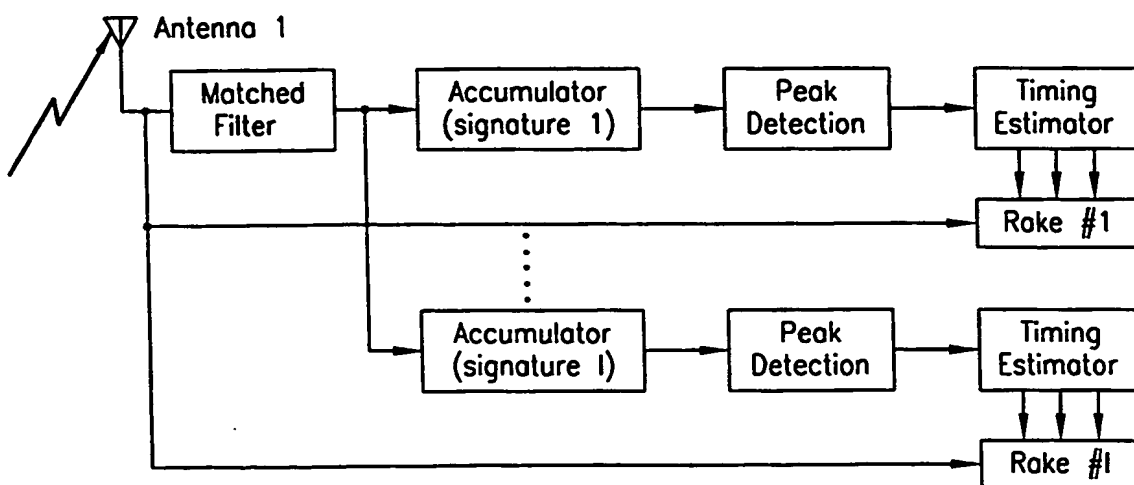 Antenna 1
Matched
Filter
Accumulator
(signature 1)
Peak
Detection
Timing
Estimator
Rake #1
Accumulator
(signature I)
Peak
Detection
Timing
Estimator
Rake #I